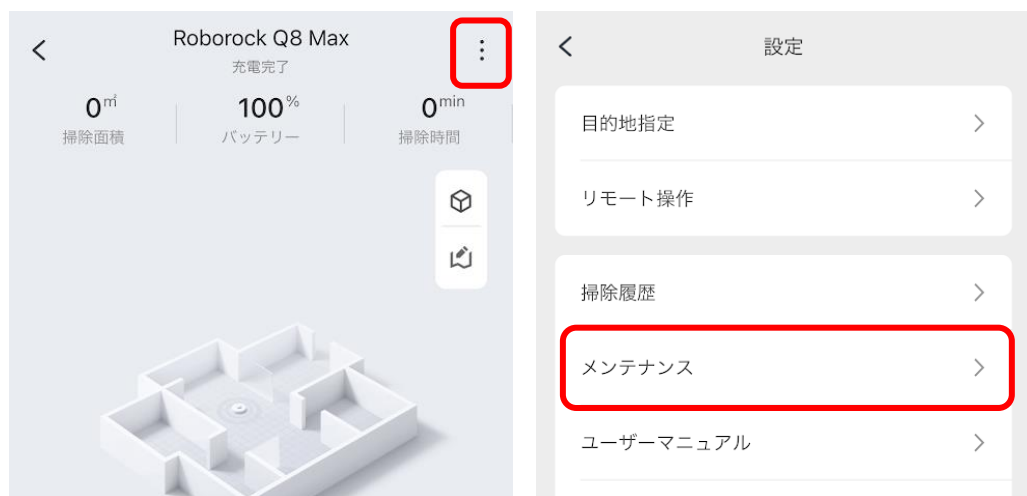 Roborock Q8 Max
充電完了
0㎡
100%
0min
掃除面積
バッテリー
掃除時間
設定
目的地指定
リモート操作
掃除履歴
メンテナンス
ユーザーマニュアル